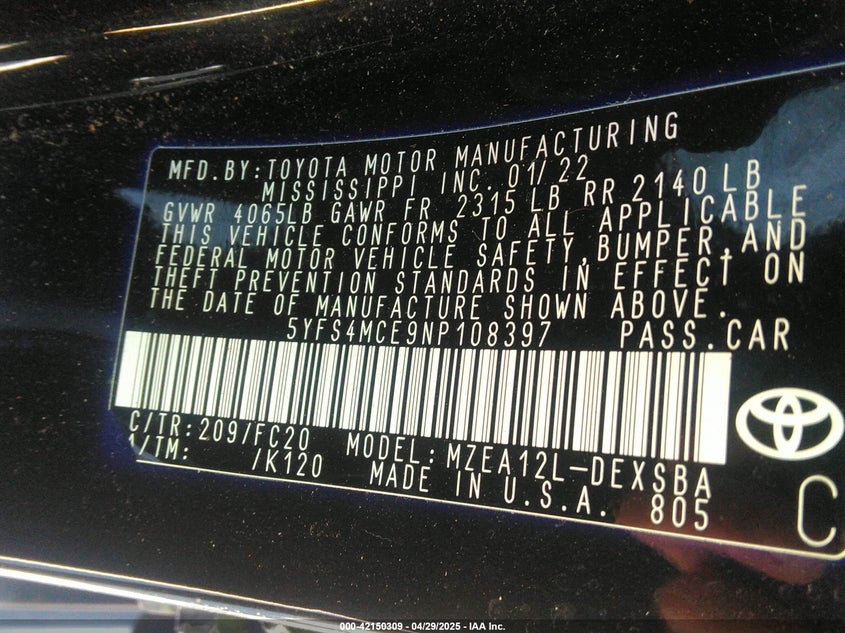 MFD.BY:TOYOTA MOTOR MANUFACTURING
MISSISSIPPI INC. 01/22
GVWR 4065LB GAWR FR 2315 LB RR 2140 LB
THIS VEHICLE CONFORMS TO ALL APPLICABLE
FEDERAL MOTOR VEHICLE SAFETY, BUMPER, AND
THEFT PREVENTION STANDARDS IN EFFECT ON
THE DATE OF MANUFACTURE SHOWN ABOVE.
5YFS4MCE9NP108397 PASS.CAR
C/TR:209/FC20 MODEL:MZEA12L-DEXSBA
A/TM: /K120 MADE IN U.S.A. 805
C
000-42150309 - 04/29/2025 - IAA Inc.